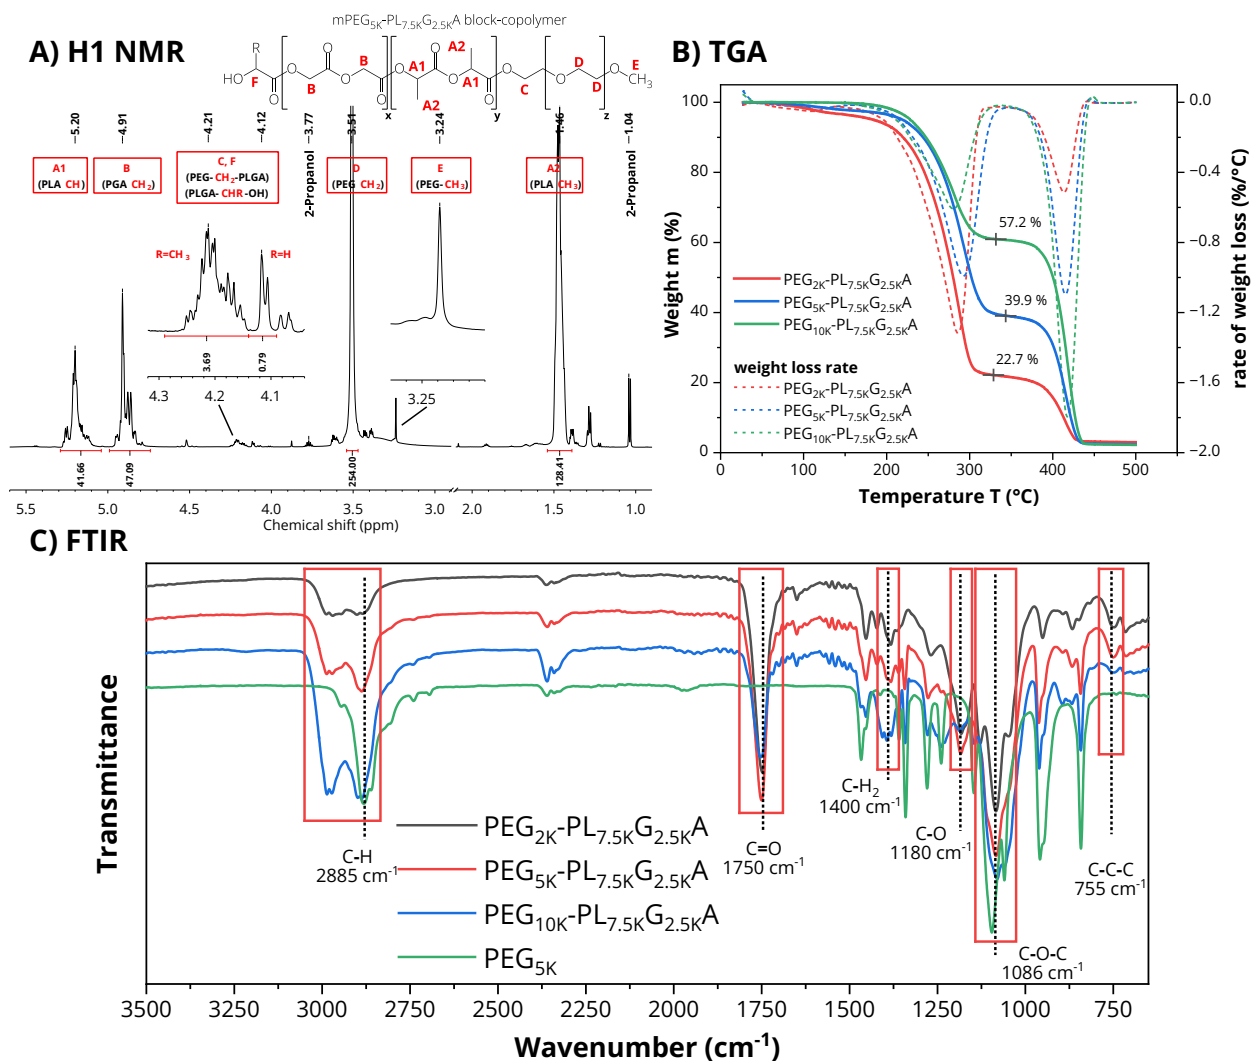 mPEG5K-PL7.5KG2.5KA block-copolymer
A) H1 NMR
B) TGA
R
HO
F
O
O
B
O
O
B
O
x
O
A1
A2
O
A2
A1
O
y
O
C
D
O
z
D
O
E
CH3
5.20
4.91
4.21
4.12
3.77
3.51
3.24
1.46
1.04
A1
(PLA CH)
B
(PGA CH2)
C, F
(PEG- CH2-PLGA)
(PLGA- CHR-OH)
2-Propanol
D
(PEG CH2)
E
(PEG-CH3)
A2
(PLA CH3)
2-Propanol
R=CH3
R=H
3.69
0.79
4.3
4.2
4.1
3.25
41.66
47.09
254.00
128.41
5.5
5.0
4.5
4.0
3.5
3.0
2.0
1.5
1.0
Chemical shift (ppm)
100
80
60
40
20
0
Weight m (%)
0.0
−0.4
−0.8
−1.2
−1.6
−2.0
rate of weight loss (%/°C)
57.2 %
39.9 %
22.7 %
PEG2K-PL7.5KG2.5KA
PEG5K-PL7.5KG2.5KA
PEG10K-PL7.5KG2.5KA
weight loss rate
PEG2K-PL7.5KG2.5KA
PEG5K-PL7.5KG2.5KA
PEG10K-PL7.5KG2.5KA
0
100
200
300
400
500
Temperature T (°C)
C) FTIR
Transmittance
C-H
2885 cm-1
C=O
1750 cm-1
C-H2
1400 cm-1
C-O
1180 cm-1
C-O-C
1086 cm-1
C-C-C
755 cm-1
PEG2K-PL7.5KG2.5KA
PEG5K-PL7.5KG2.5KA
PEG10K-PL7.5KG2.5KA
PEG5K
3500
3250
3000
2750
2500
2250
2000
1750
1500
1250
1000
750
Wavenumber (cm-1)